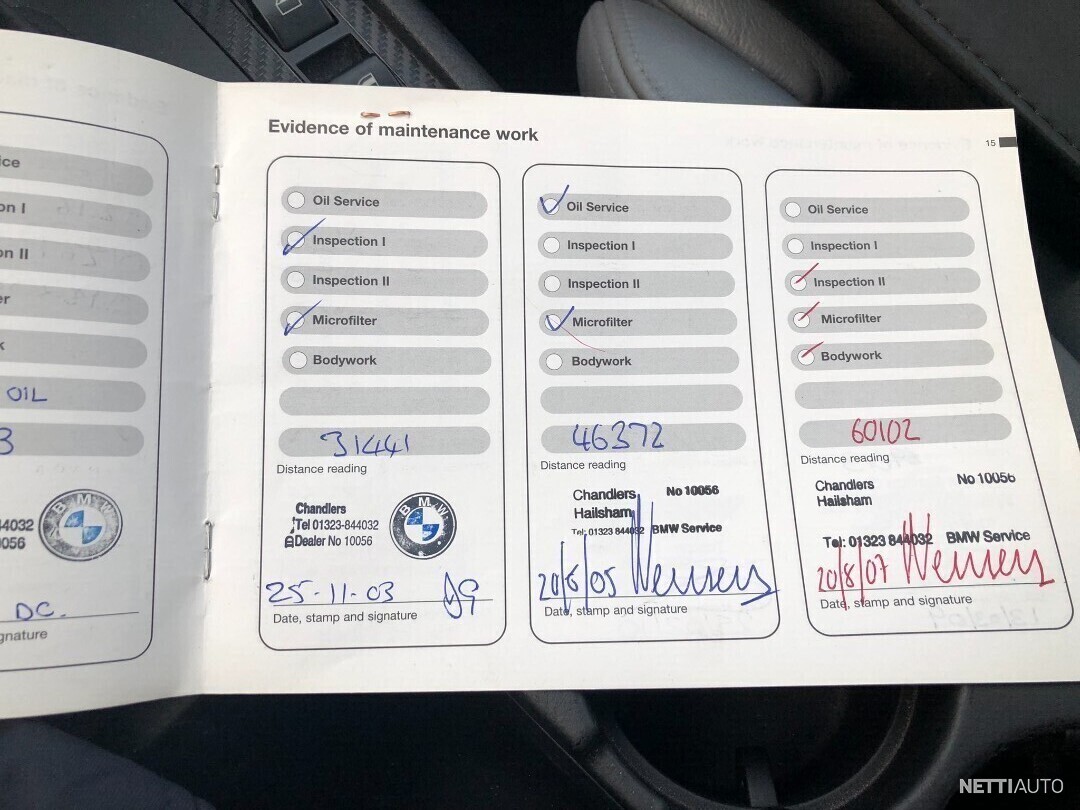 ce
on I
on II
er
k
OIL
3
44032
0056
BMW
DC.
gnature
Evidence of maintenance work
15
Oil Service
Inspection I
Inspection II
Microfilter
Bodywork
31441
Distance reading
Chandlers
Tel 01323-844032
Dealer No 10056
BMW
25-11-03
Date, stamp and signature
Oil Service
Inspection I
Inspection II
Microfilter
Bodywork
46372
Distance reading
Chandlers No 10056
Hailsham
Tel: 01323 844032 BMW Service
20/6/05
Date, stamp and signature
Oil Service
Inspection I
Inspection II
Microfilter
Bodywork
60102
Distance reading
Chandlers No 10056
Hailsham
Tel: 01323 844032 BMW Service
20/8/07
Date, stamp and signature
NETTIAUTO